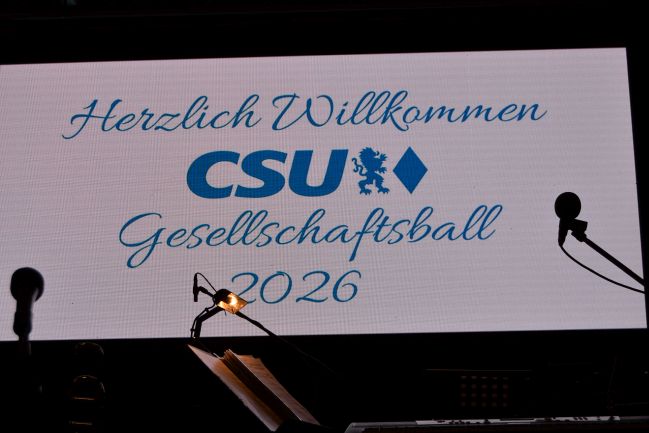 Herzlich Willkommen
CSU
Gesellschaftsball
2026